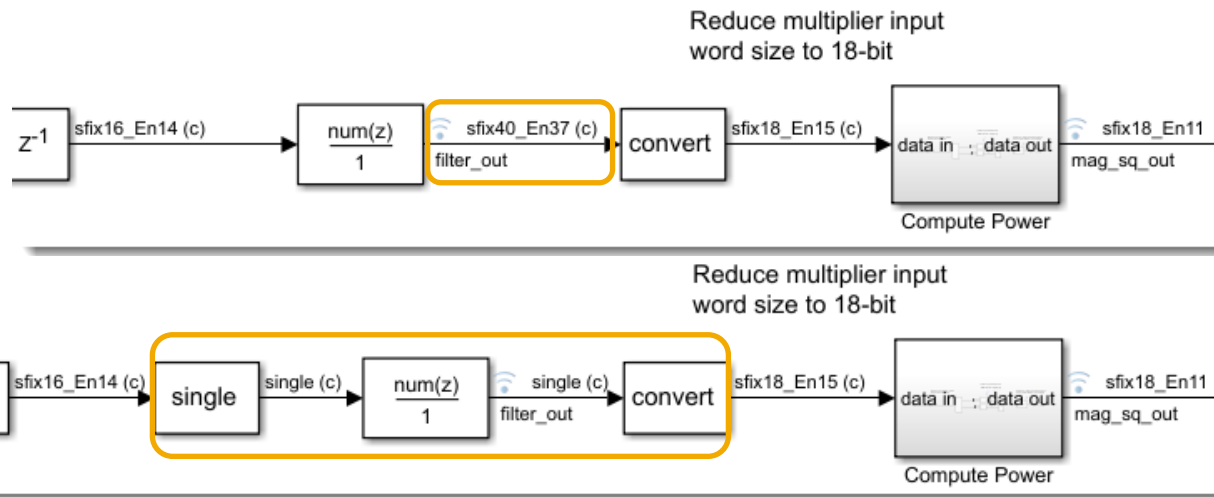 Reduce multiplier input
word size to 18-bit
z-1
sfix16_En14 (c)
num(z)
1
sfix40_En37 (c)
filter_out
convert
sfix18_En15 (c)
data in
data out
sfix18_En11
mag_sq_out
Compute Power
Reduce multiplier input
word size to 18-bit
sfix16_En14 (c)
single
single (c)
num(z)
1
single (c)
filter_out
convert
sfix18_En15 (c)
data in
data out
sfix18_En11
mag_sq_out
Compute Power